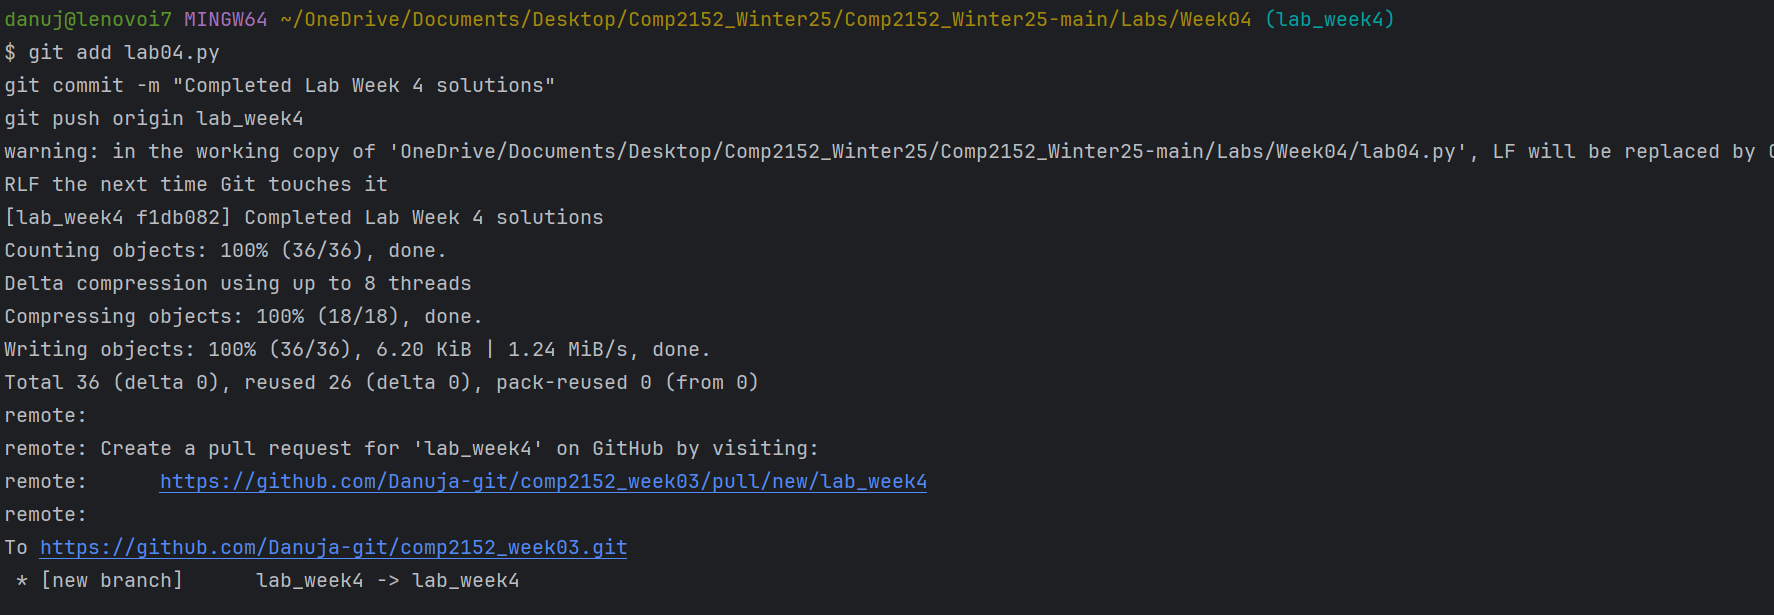 danuj@lenovoi7 MINGW64 ~/OneDrive/Documents/Desktop/Comp2152_Winter25/Comp2152_Winter25-main/Labs/Week04 (lab_week4)
$ git add lab04.py
git commit -m "Completed Lab Week 4 solutions"
git push origin lab_week4
warning: in the working copy of 'OneDrive/Documents/Desktop/Comp2152_Winter25/Comp2152_Winter25-main/Labs/Week04/lab04.py', LF will be replaced by C
RLF the next time Git touches it
[lab_week4 f1db082] Completed Lab Week 4 solutions
Counting objects: 100% (36/36), done.
Delta compression using up to 8 threads
Compressing objects: 100% (18/18), done.
Writing objects: 100% (36/36), 6.20 KiB | 1.24 MiB/s, done.
Total 36 (delta 0), reused 26 (delta 0), pack-reused 0 (from 0)
remote:
remote: Create a pull request for 'lab_week4' on GitHub by visiting:
remote:      https://github.com/Danuja-git/comp2152_week03/pull/new/lab_week4
remote:
To https://github.com/Danuja-git/comp2152_week03.git
 * [new branch]      lab_week4 -> lab_week4